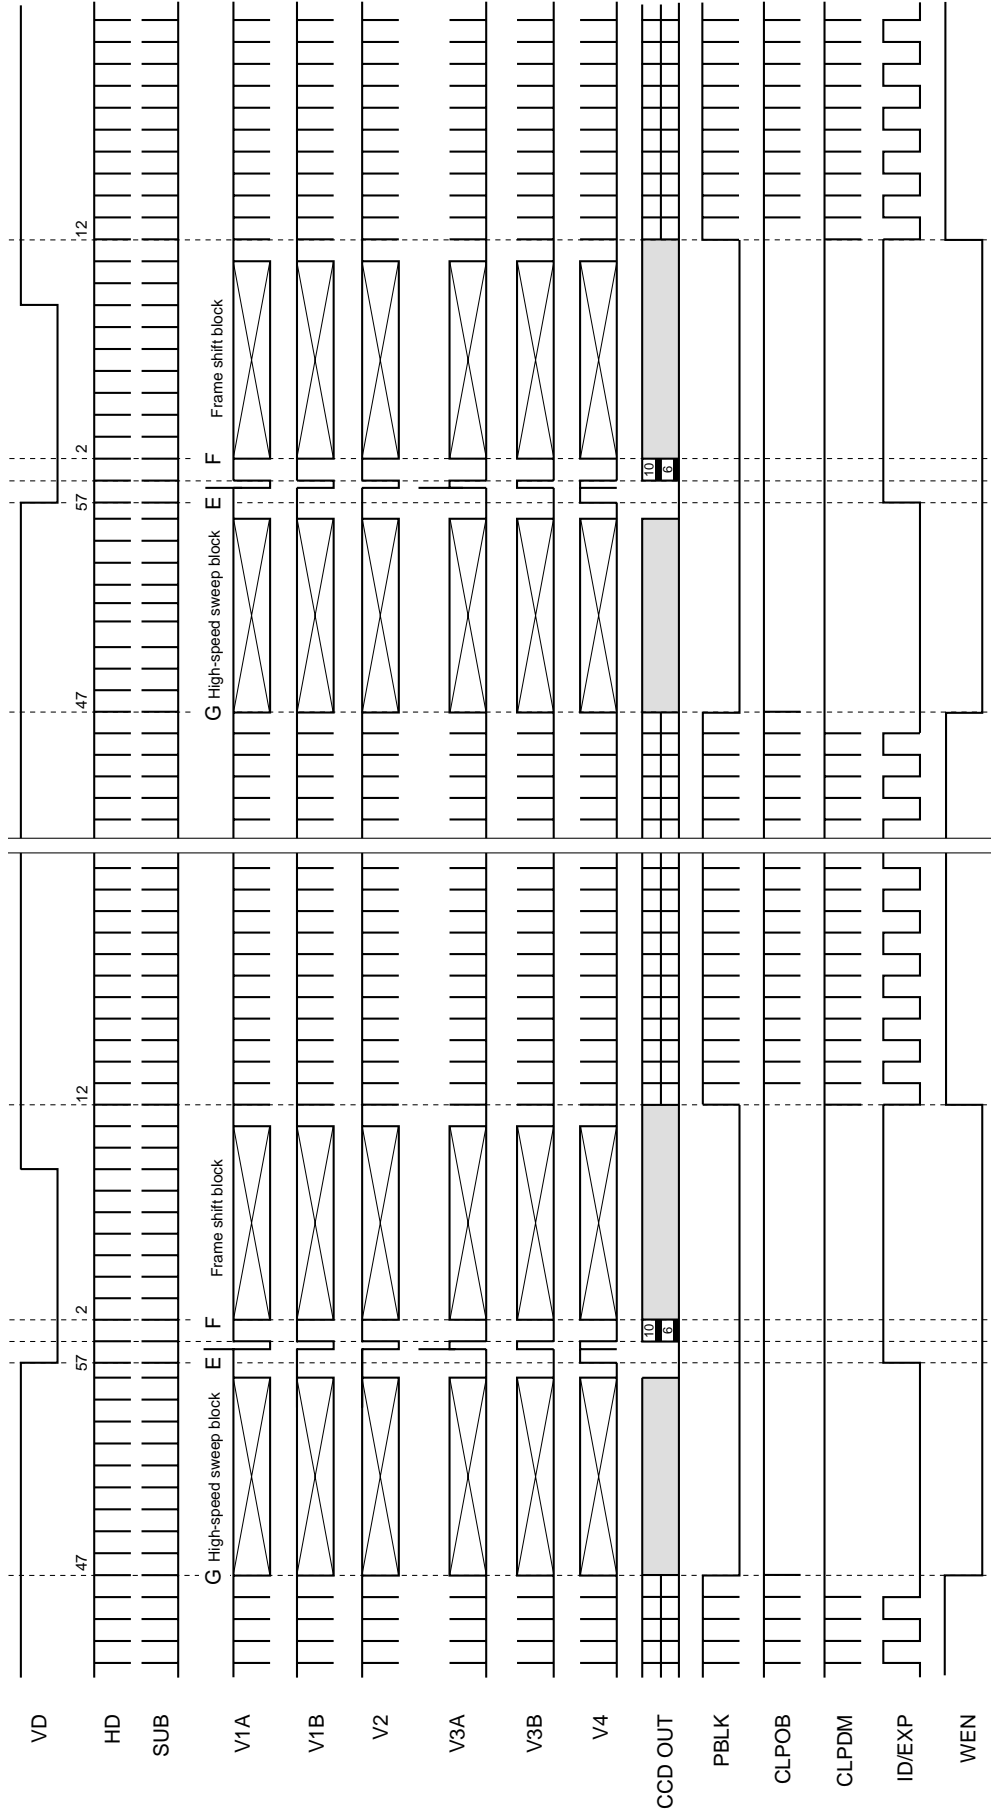 VD
47 57 2 12 47 57 2 12
HD
SUB
G High-speed sweep block E F Frame shift block G High-speed sweep block E F Frame shift block
V1A
V1B
V2
V3A
V3B
V4
10 10
CCD OUT
6 6
PBLK
CLPOB
CLPDM
ID/EXP
WEN